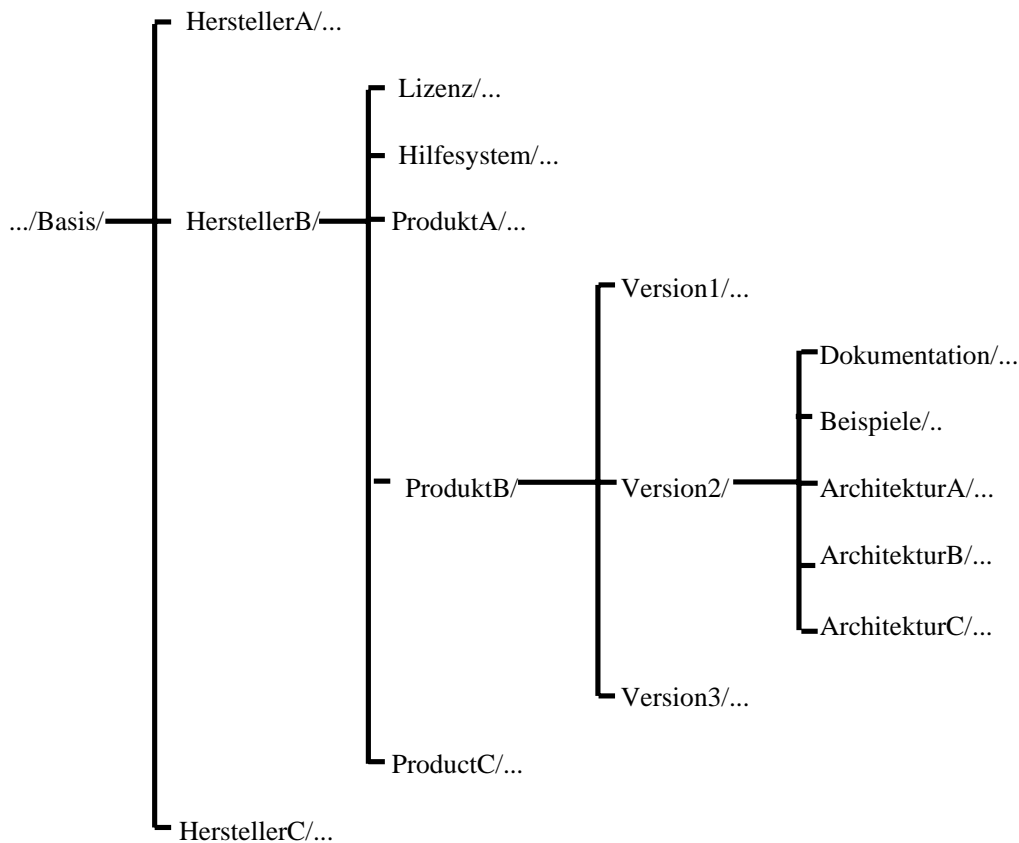 HerstellerA/...
Lizenz/...
Hilfesystem/...
.../Basis/
HerstellerB/
ProduktA/...
Version1/...
Dokumentation/...
Beispiele/..
ProduktB/
Version2/
ArchitekturA/...
ArchitekturB/...
ArchitekturC/...
Version3/...
ProductC/...
HerstellerC/...